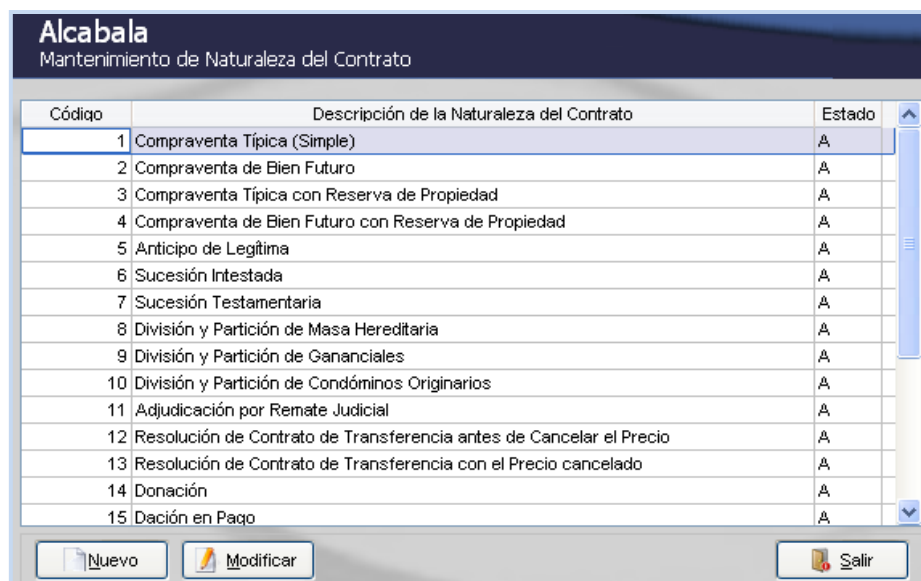 Alcabala
Mantenimiento de Naturaleza del Contrato
Código Descripción de la Naturaleza del Contrato Estado
1 Compraventa Típica (Simple) A
2 Compraventa de Bien Futuro A
3 Compraventa Típica con Reserva de Propiedad A
4 Compraventa de Bien Futuro con Reserva de Propiedad A
5 Anticipo de Legítima A
6 Sucesión Intestada A
7 Sucesión Testamentaria A
8 División y Partición de Masa Hereditaria A
9 División y Partición de Gananciales A
10 División y Partición de Condóminos Originarios A
11 Adjudicación por Remate Judicial A
12 Resolución de Contrato de Transferencia antes de Cancelar el Precio A
13 Resolución de Contrato de Transferencia con el Precio cancelado A
14 Donación A
15 Dación en Pago A
Nuevo Modificar Salir